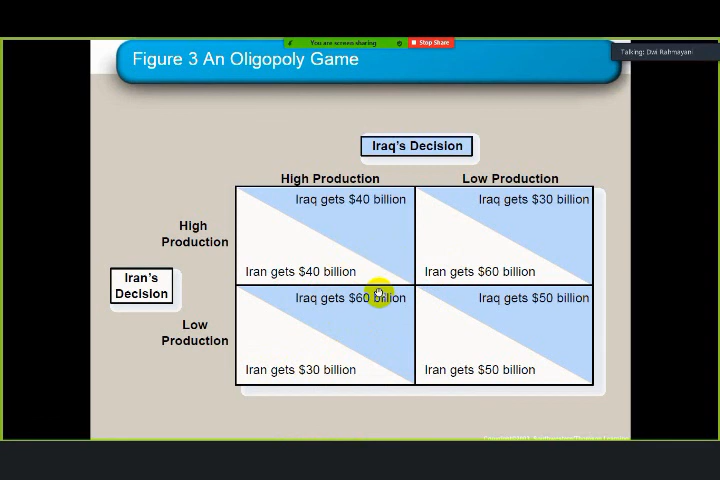 You are screen sharing
Stop Share
Talking: Dwi Rahmayani
Figure 3 An Oligopoly Game
Iraq's Decision
High Production
Low Production
Iraq gets $40 billion
Iraq gets $30 billion
High
Production
Iran gets $40 billion
Iran gets $60 billion
Iran's
Decision
Iraq gets $60 billion
Iraq gets $50 billion
Low
Production
Iran gets $30 billion
Iran gets $50 billion